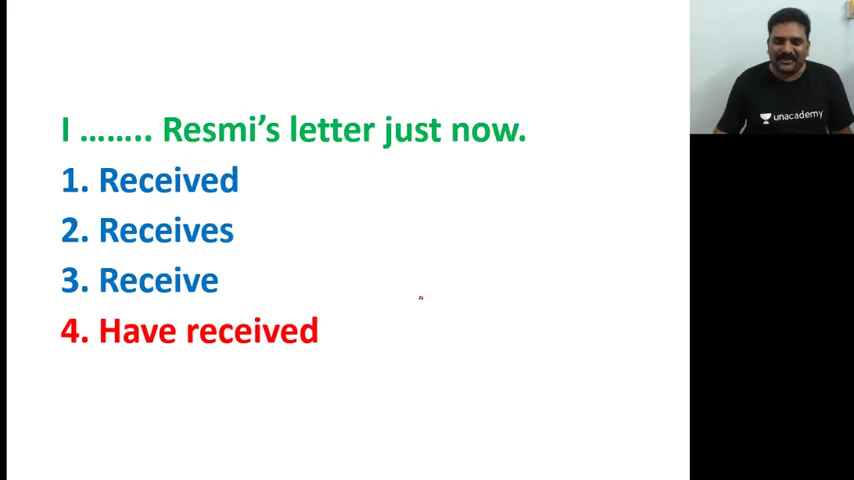 I …….. Resmi’s letter just now.
1. Received
2. Receives
3. Receive
4. Have received
unacademy